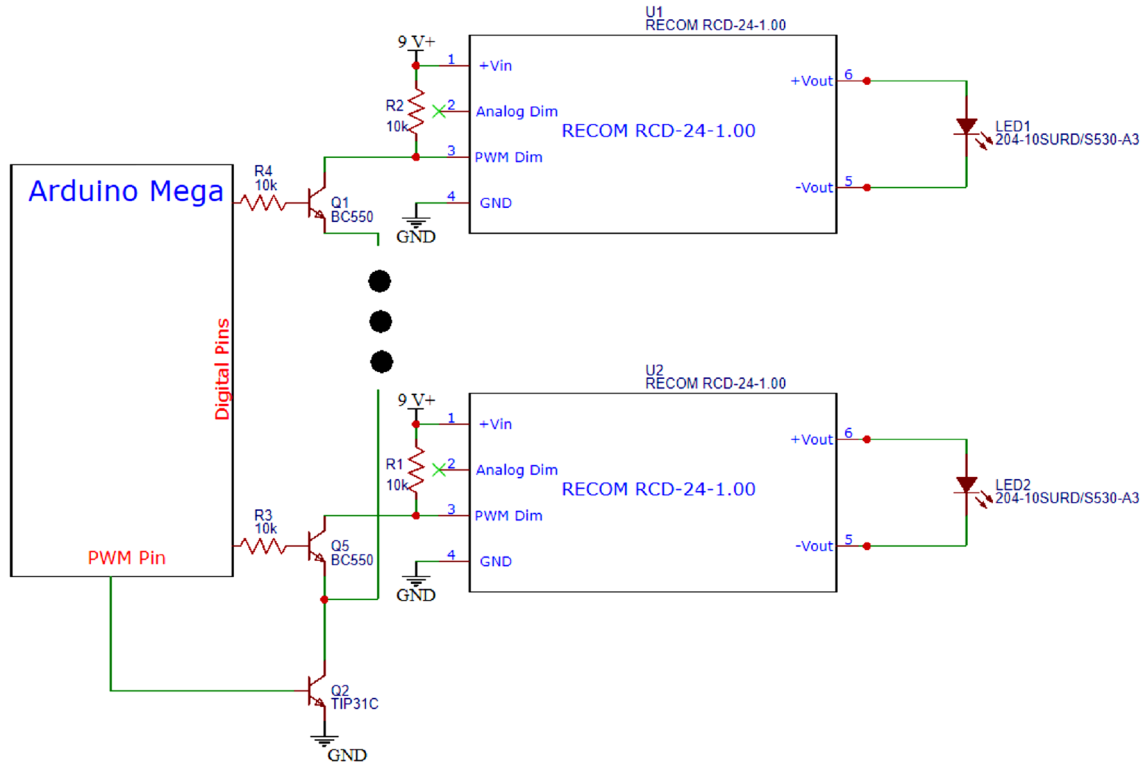 U1
RECOM RCD-24-1.00
9 V+
1
+Vin
R2
10k
2
Analog Dim
RECOM RCD-24-1.00
3
PWM Dim
4
GND
GND
+Vout
6
-Vout
5
LED1
204-10SURD/S530-A3
Arduino Mega
R4
10k
Q1
BC550
Digital Pins
U2
RECOM RCD-24-1.00
9 V+
1
+Vin
R1
10k
2
Analog Dim
RECOM RCD-24-1.00
3
PWM Dim
4
GND
GND
+Vout
6
-Vout
5
LED2
204-10SURD/S530-A3
R3
10k
Q5
BC550
PWM Pin
Q2
TIP31C
GND